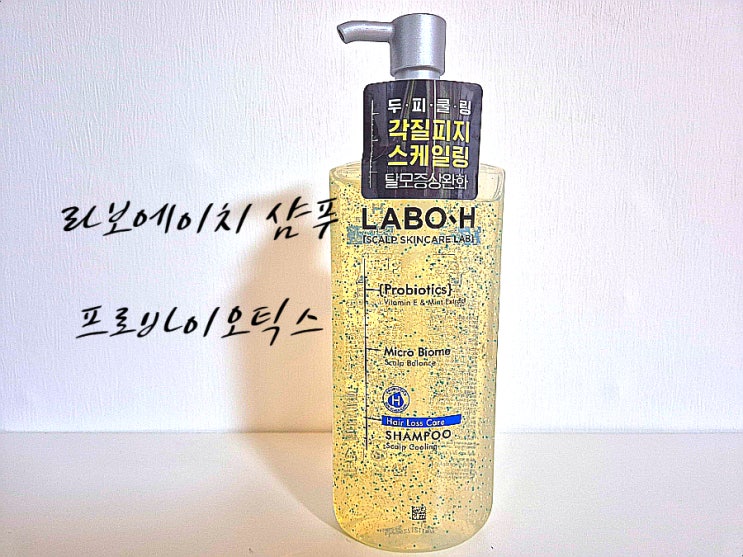 두·피·쿨·링
각질피지
스케일링
탈모증상완화
라보에이치 샴푸
프로바이오틱스
LABO-H
[SCALP SKINCARE LAB]
{Probiotics}
Vitamin E & Mint Extract
Micro Biome
Scalp Balance
H
Hair Loss Care
SHAMPOO
Scalp Cooling